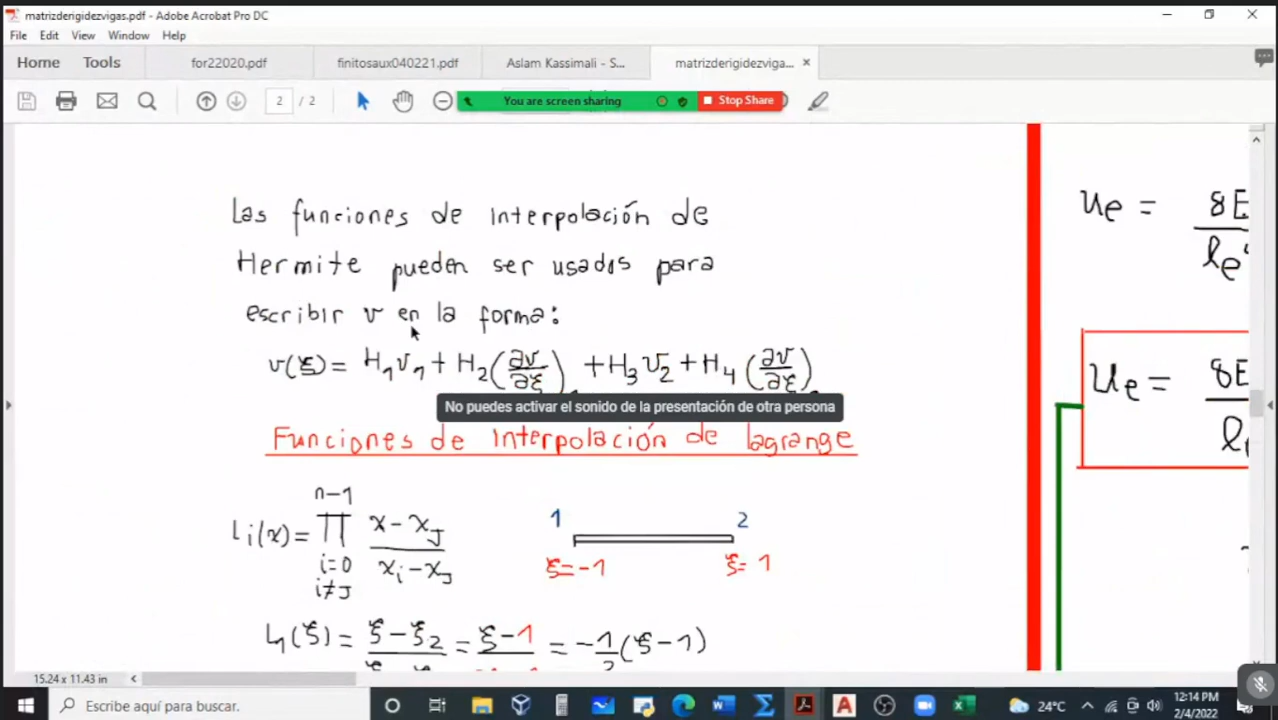 matrizderigidezvigas.pdf - Adobe Acrobat Pro DC
File Edit View Window Help
Home Tools for22020.pdf finitosaux040221.pdf Aslam Kassimali - S... matrizderigidezviga... ×
2 / 2 You are screen sharing Stop Share
Las funciones de interpolación de
Hermite pueden ser usados para
escribir v en la forma:
v(ξ)= H₁v₁ + H₂(∂v/∂ξ) + H₃v₂ + H₄(∂v/∂ξ)
No puedes activar el sonido de la presentación de otra persona
Funciones de interpolación de lagrange
n-1
Li(x)= ∏ (x-xJ)/(xi-xJ)
i=0
i≠J
1 2
ξ=-1 ξ=1
L₁(ξ)= ξ-ξ₂ = ξ-1 = -1/2(ξ-1)
ue = 8E
le
Ue = 8E
15.24 x 11.43 in
Escribe aquí para buscar. 24°C 12:14 PM
2/4/2022